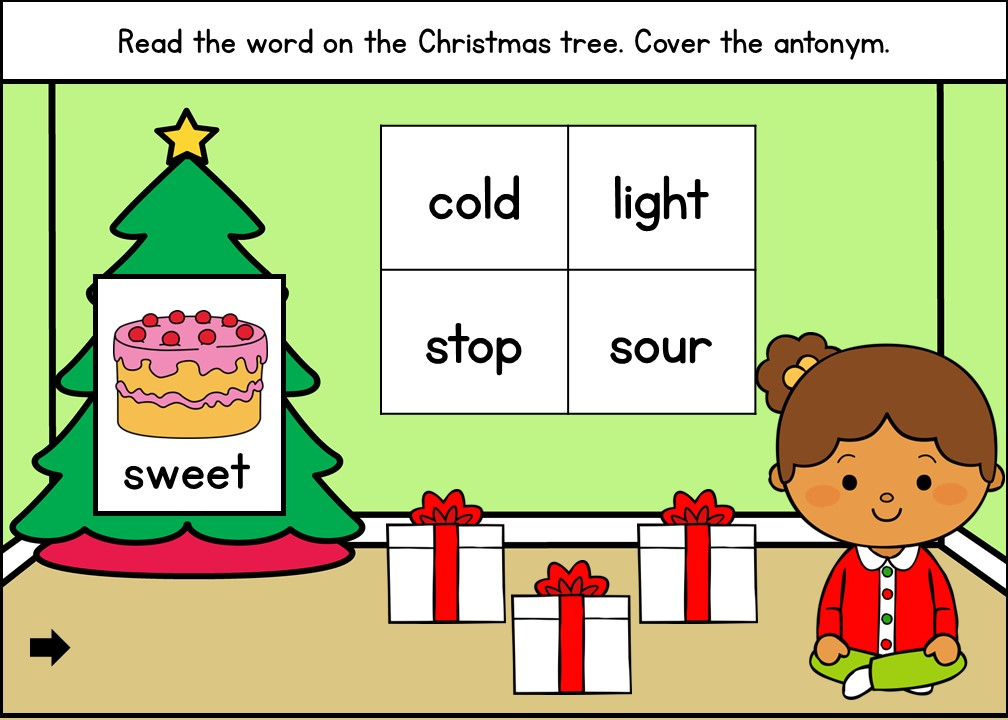 Read the word on the Christmas tree. Cover the antonym.
cold light
stop sour
sweet